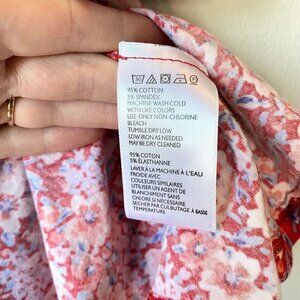 95% COTTON
5% SPANDEX
MACHINE WASH COLD
WITH LIKE COLORS
USE ONLY NON-CHLORINE
BLEACH
TUMBLE DRY LOW
LOW IRON AS NEEDED
MAY BE DRY CLEANED
95% COTON
5% ÉLASTHANNE
LAVER À LA MACHINE À L'EAU
FROIDE AVEC
COULEURS SIMILAIRES
UTILISER UN AGENT DE
BLANCHIMENT SANS
CHLORE SI NÉCESSAIRE
SÉCHER PAR CULBUTAGE À BASSE
TEMPÉRATURE